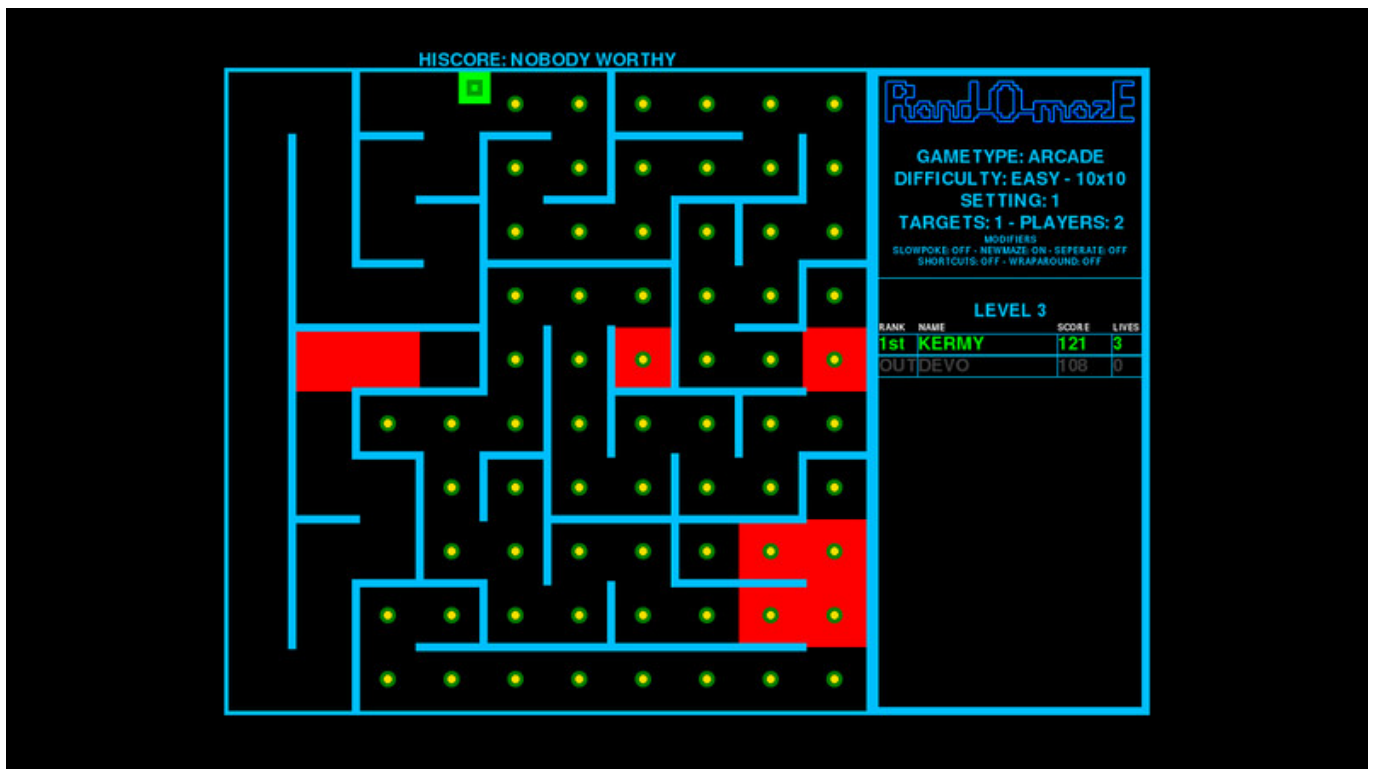 HISCORE: NOBODY WORTHY
Rand-O-mazE
GAMETYPE: ARCADE
DIFFICULTY: EASY - 10x10
SETTING: 1
TARGETS: 1 - PLAYERS: 2
MODIFIERS
SLOWPOKE: OFF - NEWMAZE: ON - SEPERATE: OFF
SHORTCUTS: OFF - WRAPAROUND: OFF
LEVEL 3
RANK NAME SCORE LIVES
1st KERMY 121 3
OUT DEVO 108 0